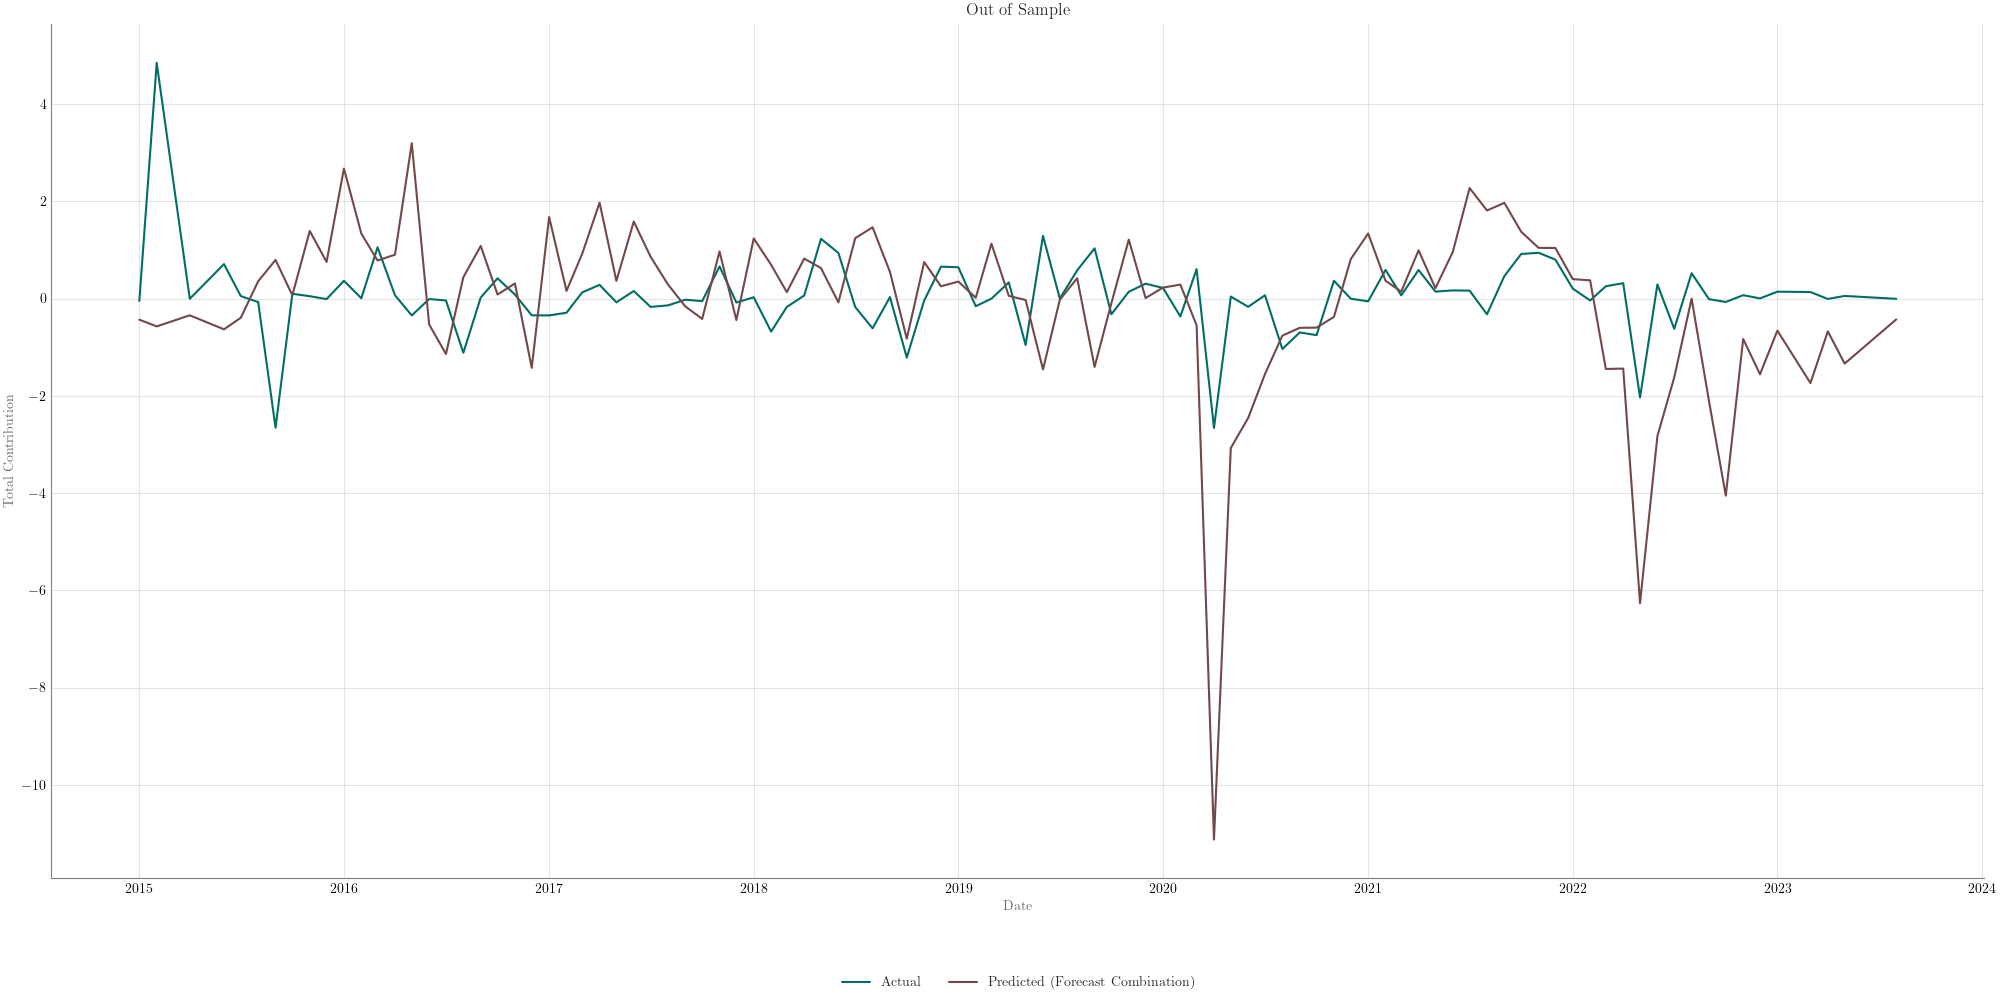 Out of Sample
Total Contribution
4
2
0
−2
−4
−6
−8
−10
2015 2016 2017 2018 2019 2020 2021 2022 2023 2024
Date
Actual Predicted (Forecast Combination)